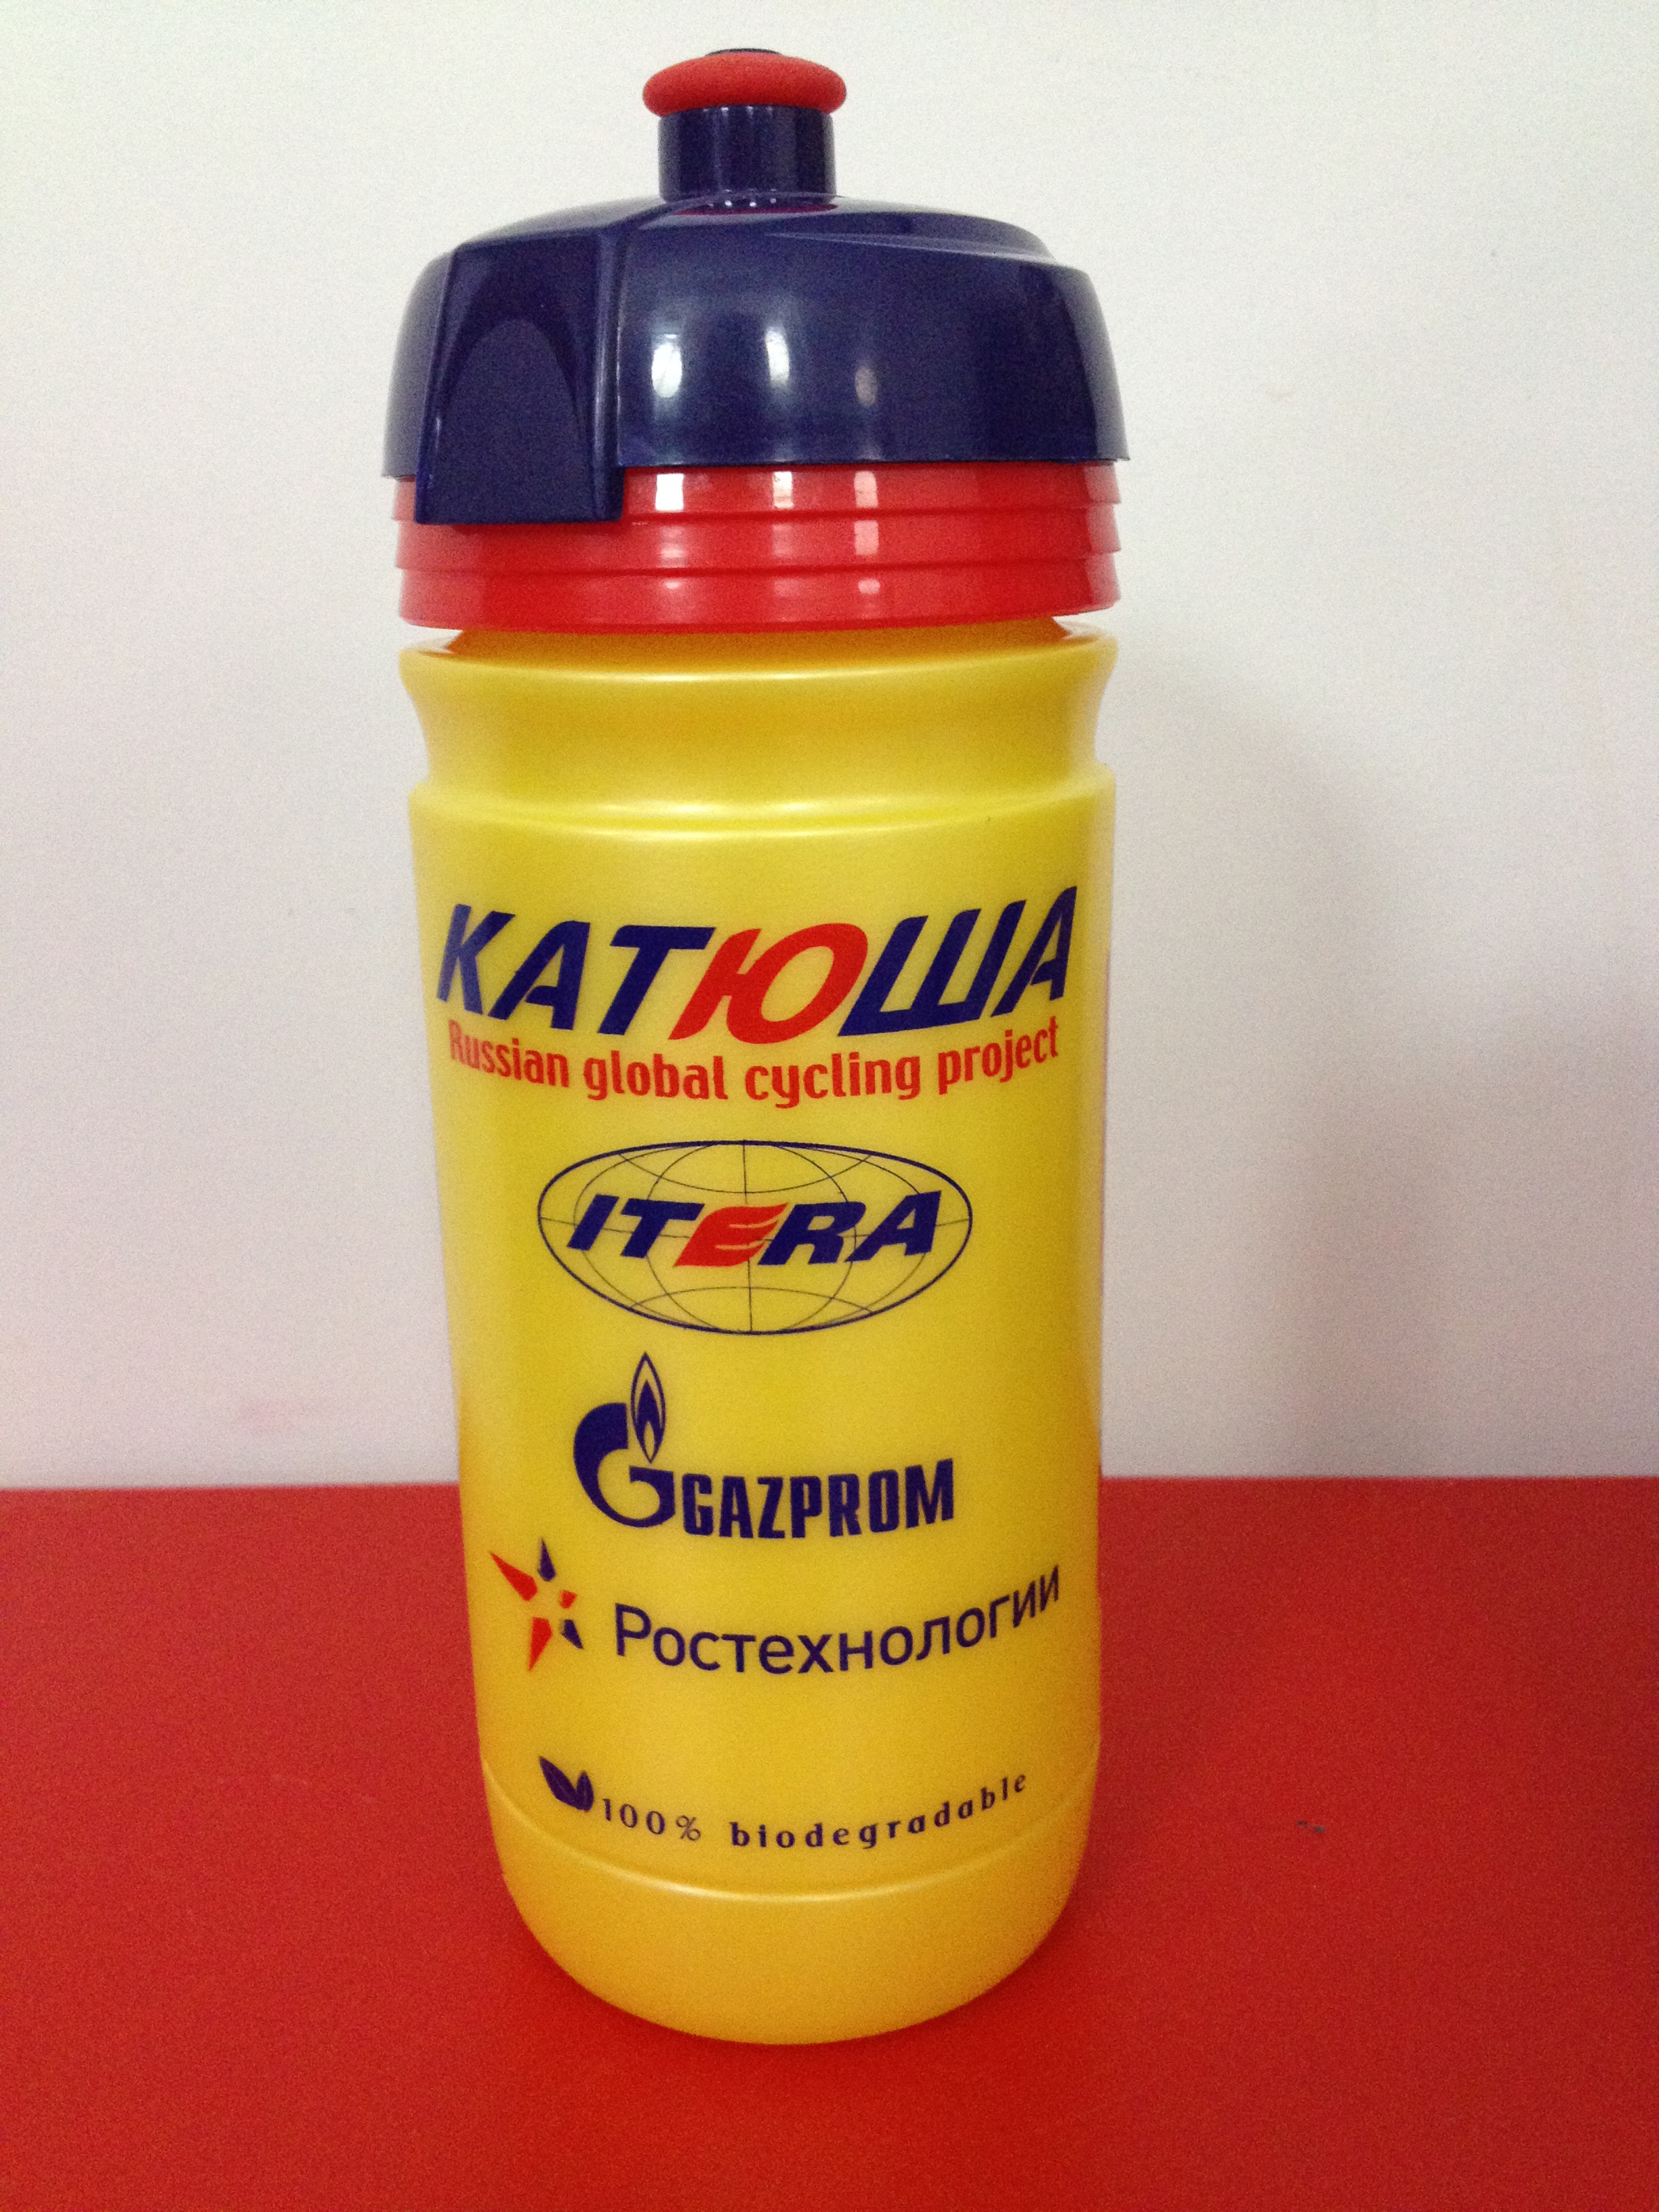 КАТЮША
Russian global cycling project
ITERA
GAZPROM
Ростехнологии
100% biodegradable